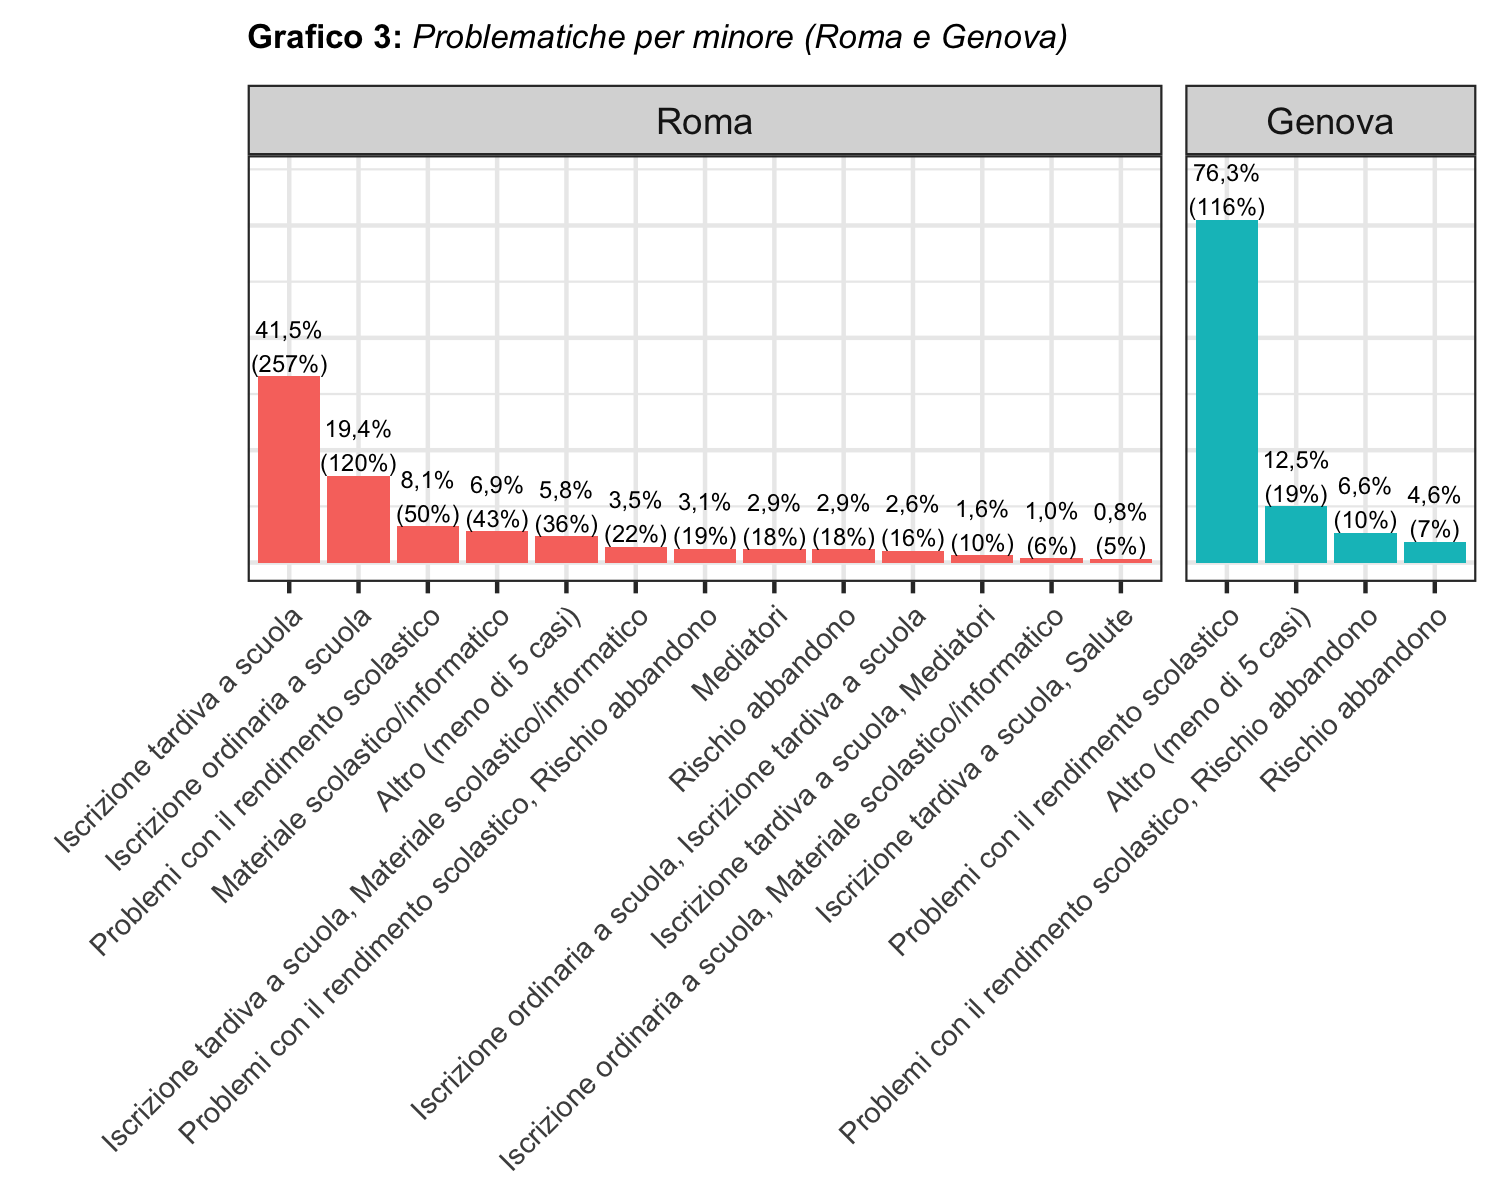 Grafico 3: Problematiche per minore (Roma e Genova)
Roma
Genova
41,5%
(257%)
19,4%
(120%)
8,1%
(50%)
6,9%
(43%)
5,8%
(36%)
3,5%
(22%)
3,1%
(19%)
2,9%
(18%)
2,9%
(18%)
2,6%
(16%)
1,6%
(10%)
1,0%
(6%)
0,8%
(5%)
76,3%
(116%)
12,5%
(19%)
6,6%
(10%)
4,6%
(7%)
Iscrizione tardiva a scuola
Iscrizione ordinaria a scuola
Problemi con il rendimento scolastico
Materiale scolastico/informatico
Altro (meno di 5 casi)
Iscrizione tardiva a scuola, Materiale scolastico/informatico
Problemi con il rendimento scolastico, Rischio abbandono
Mediatori
Rischio abbandono
Iscrizione ordinaria a scuola, Iscrizione tardiva a scuola
Iscrizione tardiva a scuola, Mediatori
Iscrizione ordinaria a scuola, Materiale scolastico/informatico
Iscrizione tardiva a scuola, Salute
Problemi con il rendimento scolastico
Altro (meno di 5 casi)
Problemi con il rendimento scolastico, Rischio abbandono
Rischio abbandono